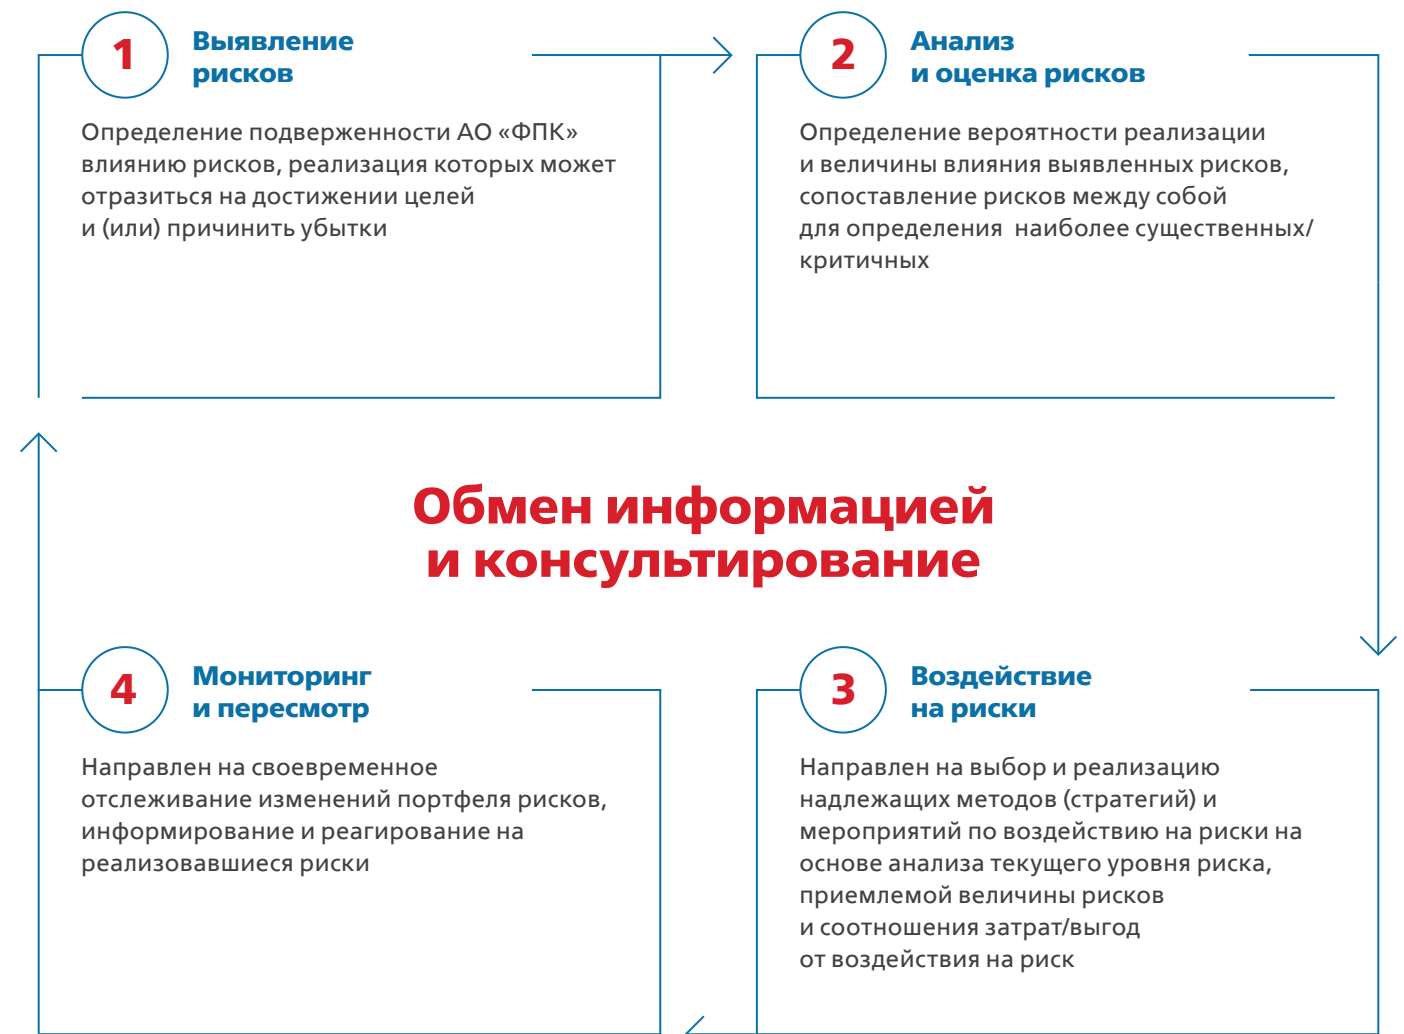 1
Выявление
рисков
Определение подверженности АО «ФПК»
влиянию рисков, реализация которых может
отразиться на достижении целей
и (или) причинить убытки
2
Анализ
и оценка рисков
Определение вероятности реализации
и величины влияния выявленных рисков,
сопоставление рисков между собой
для определения наиболее существенных/
критичных
Обмен информацией
и консультирование
4
Мониторинг
и пересмотр
Направлен на своевременное
отслеживание изменений портфеля рисков,
информирование и реагирование на
реализовавшиеся риски
3
Воздействие
на риски
Направлен на выбор и реализацию
надлежащих методов (стратегий) и
мероприятий по воздействию на риски на
основе анализа текущего уровня риска,
приемлемой величины рисков
и соотношения затрат/выгод
от воздействия на риск